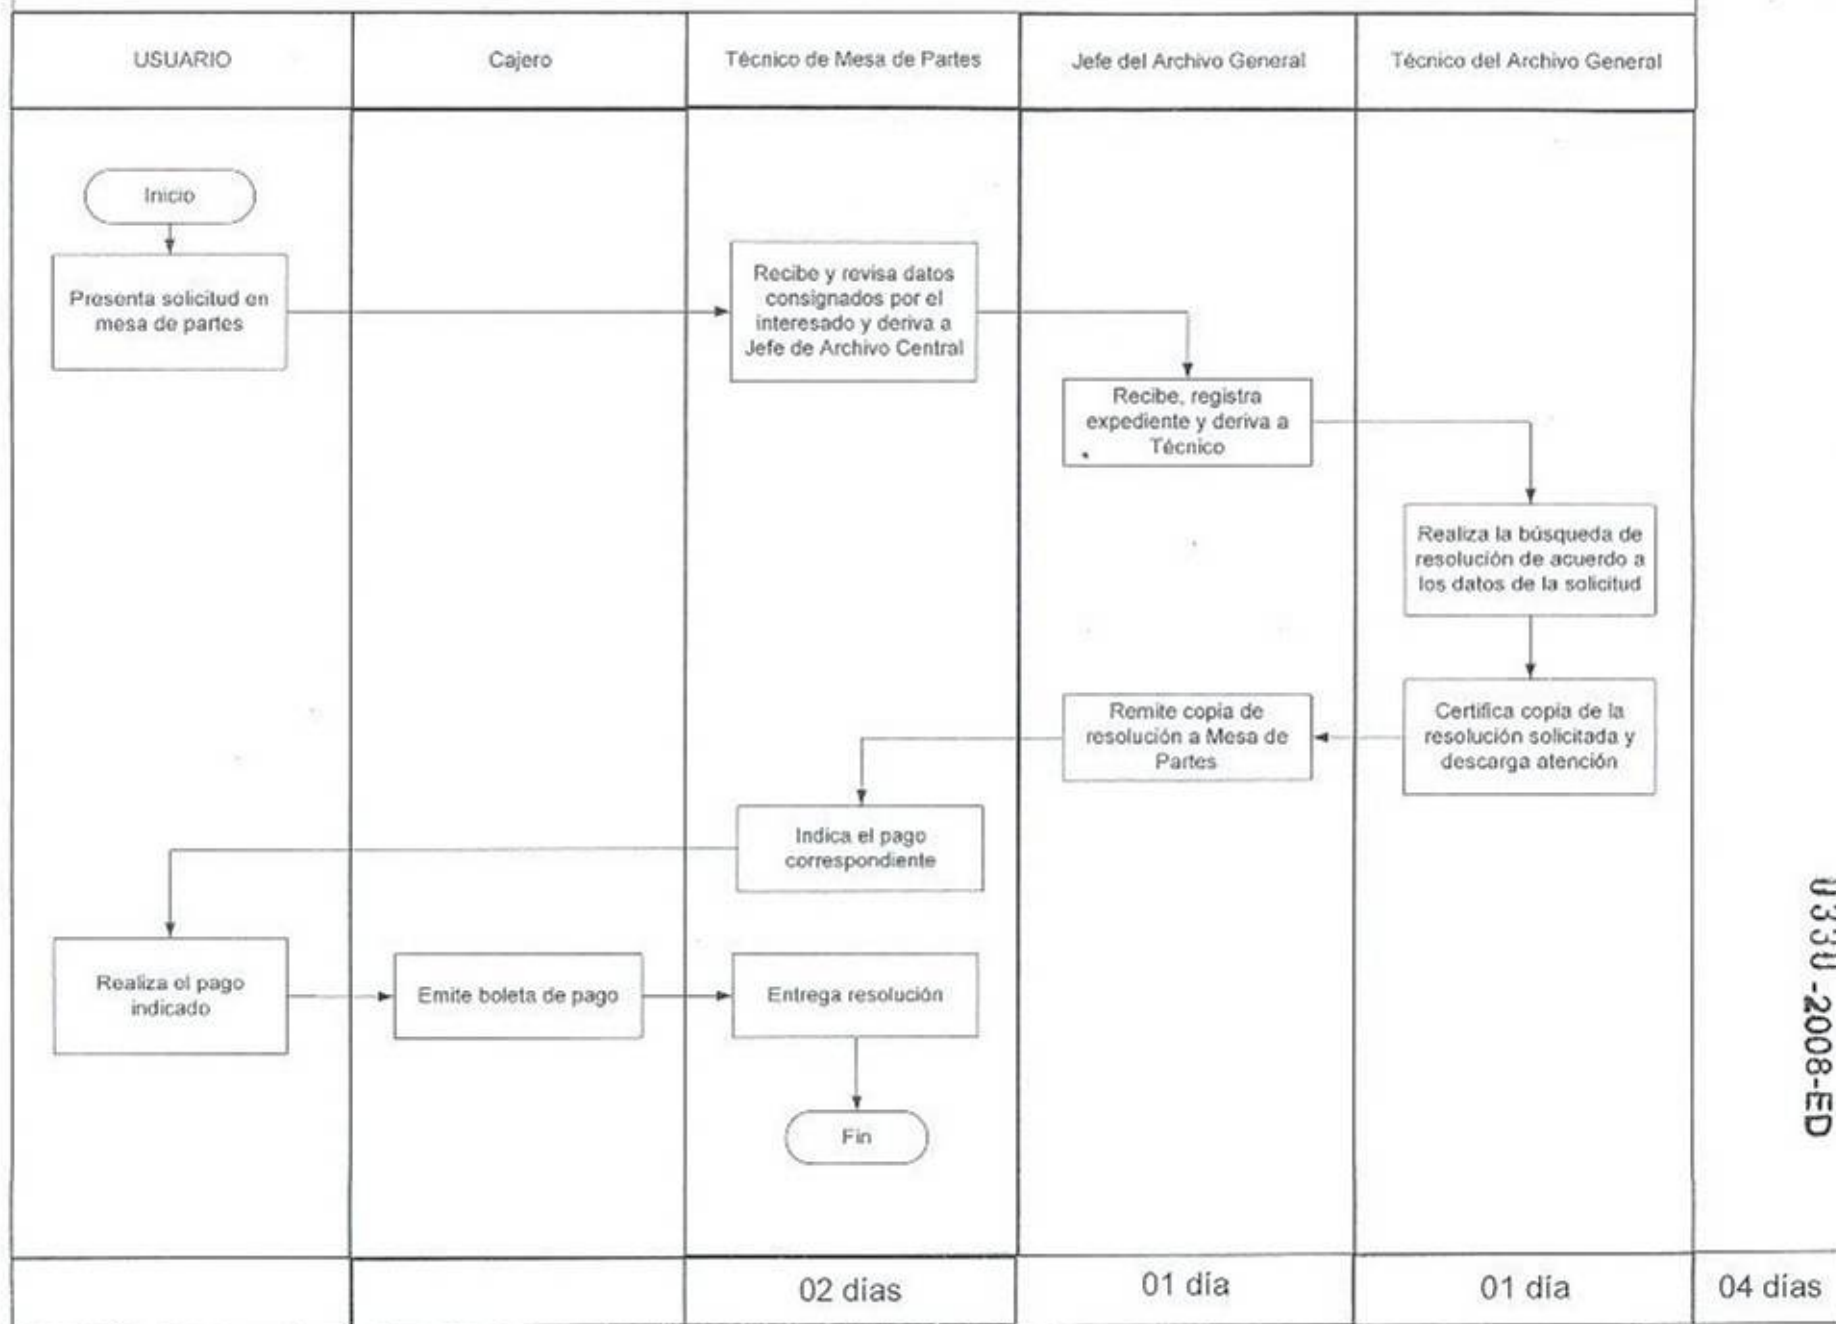 USUARIO
Cajero
Técnico de Mesa de Partes
Jefe del Archivo General
Técnico del Archivo General
Inicio
Presenta solicitud en
mesa de partes
Recibe y revisa datos
consignados por el
interesado y deriva a
Jefe de Archivo Central
Recibe, registra
expediente y deriva a
Técnico
Realiza la búsqueda de
resolución de acuerdo a
los datos de la solicitud
Certifica copia de la
resolución solicitada y
descarga atención
Remite copia de
resolución a Mesa de
Partes
Indica el pago
correspondiente
Realiza el pago
indicado
Emite boleta de pago
Entrega resolución
Fin
02 días
01 día
01 día
04 días
-2008-ED